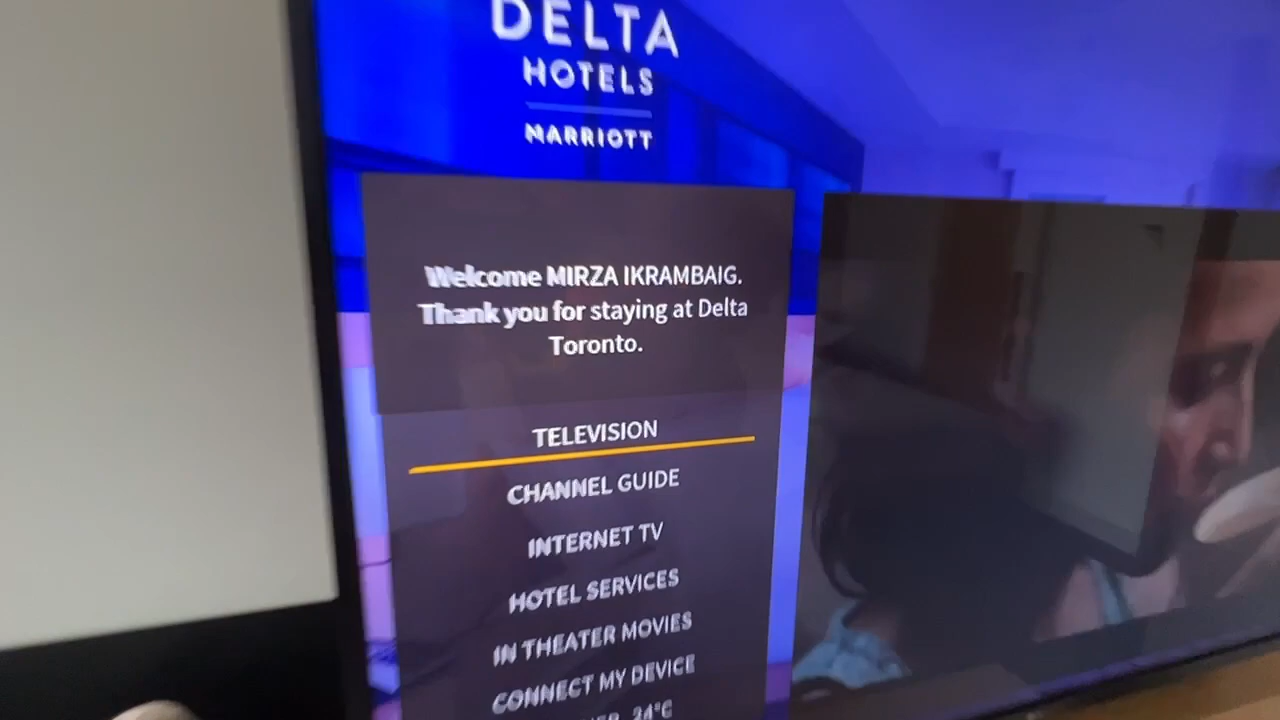 DELTA
HOTELS
MARRIOTT
Welcome MIRZA IKRAMBAIG.
Thank you for staying at Delta
Toronto.
TELEVISION
CHANNEL GUIDE
INTERNET TV
HOTEL SERVICES
IN THEATER MOVIES
CONNECT MY DEVICE
24°C